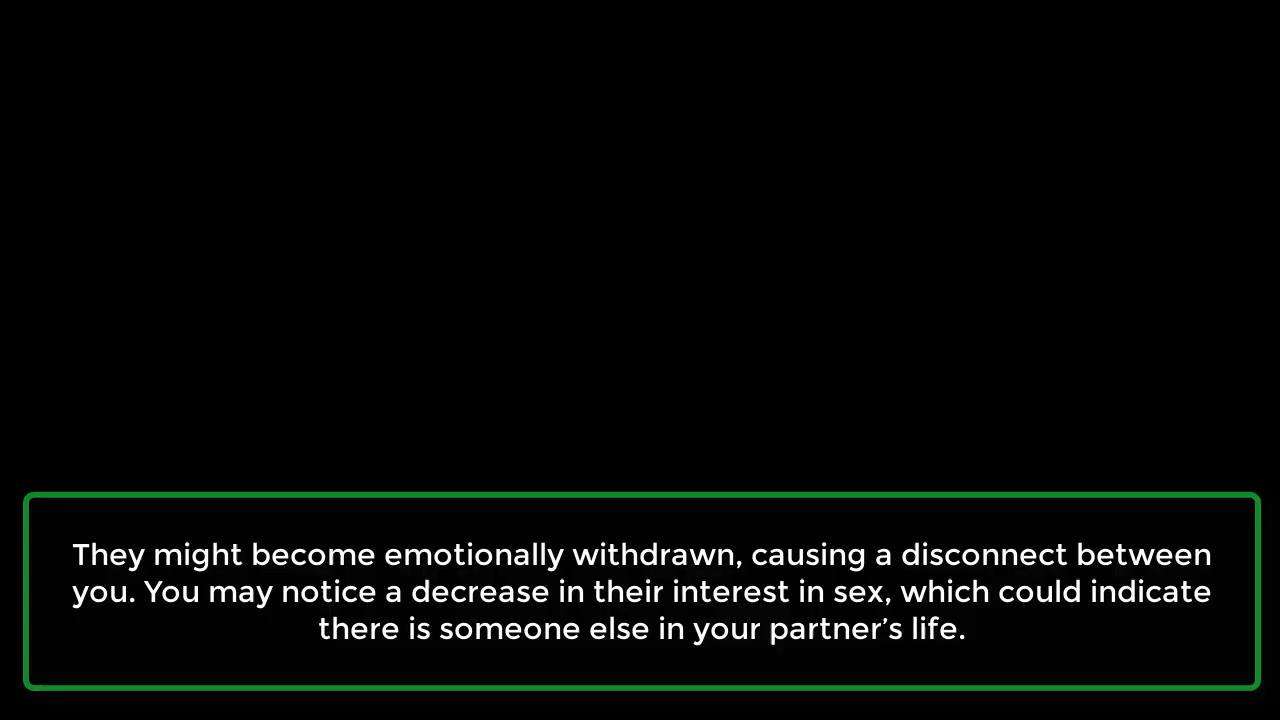 They might become emotionally withdrawn, causing a disconnect between
you. You may notice a decrease in their interest in sex, which could indicate
there is someone else in your partner’s life.